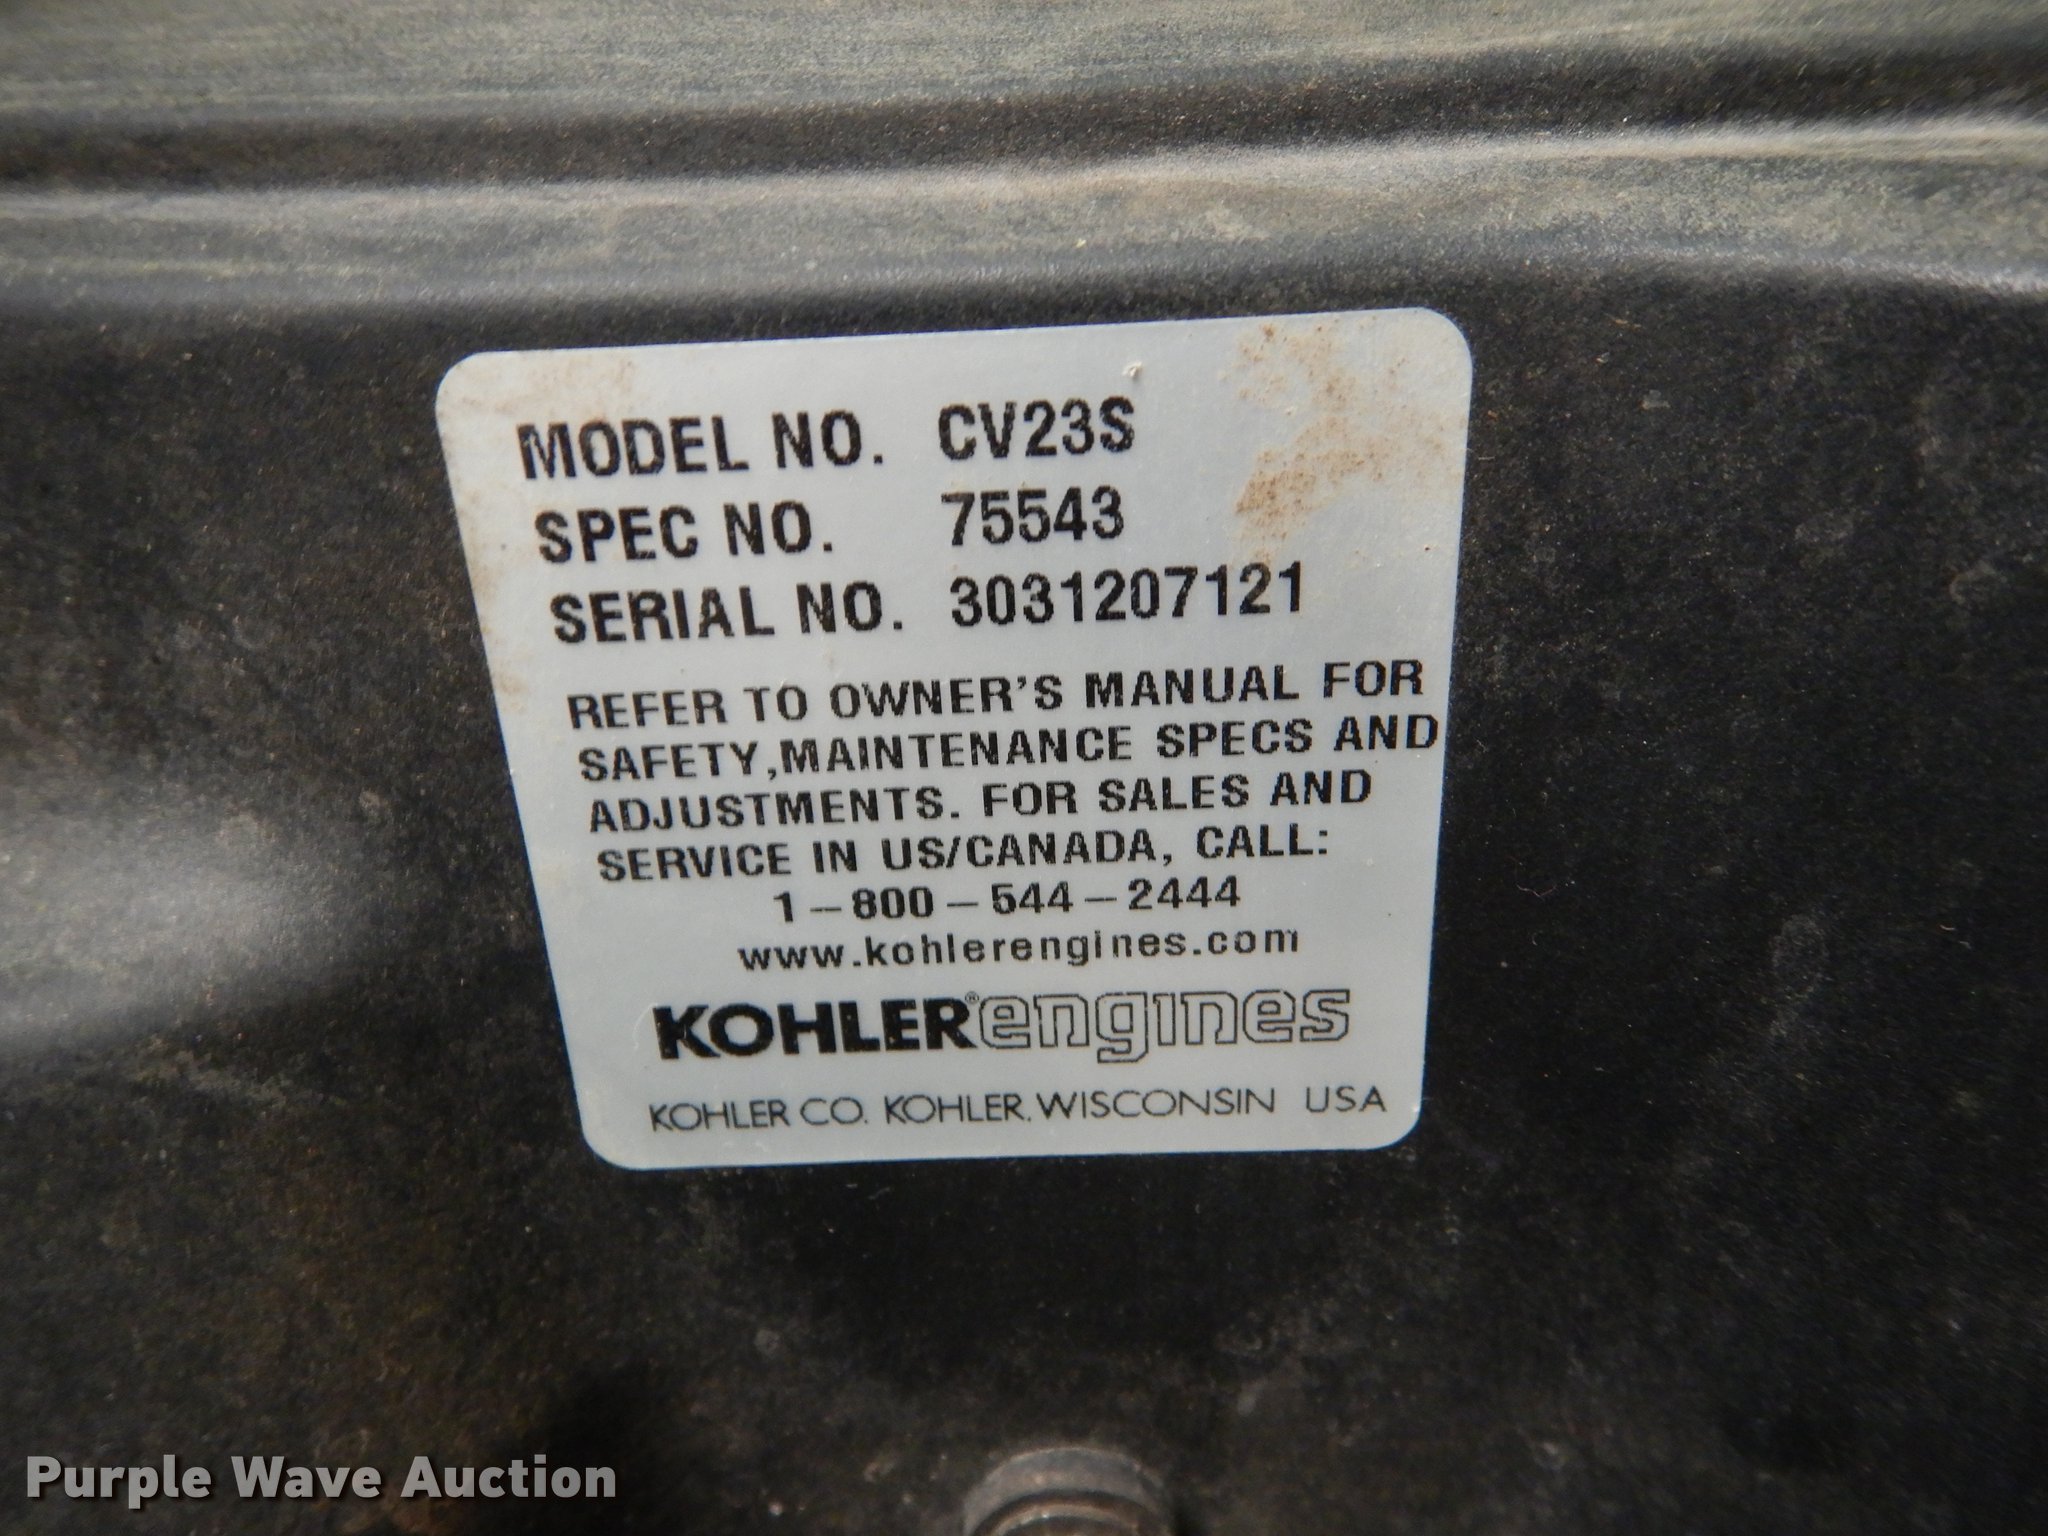 MODEL NO. CV23S
SPEC NO. 75543
SERIAL NO. 3031207121
REFER TO OWNER'S MANUAL FOR
SAFETY,MAINTENANCE SPECS AND
ADJUSTMENTS. FOR SALES AND
SERVICE IN US/CANADA, CALL:
1-800-544-2444
www.kohlerengines.com
KOHLER®engines
KOHLER CO. KOHLER, WISCONSIN USA
Purple Wave Auction